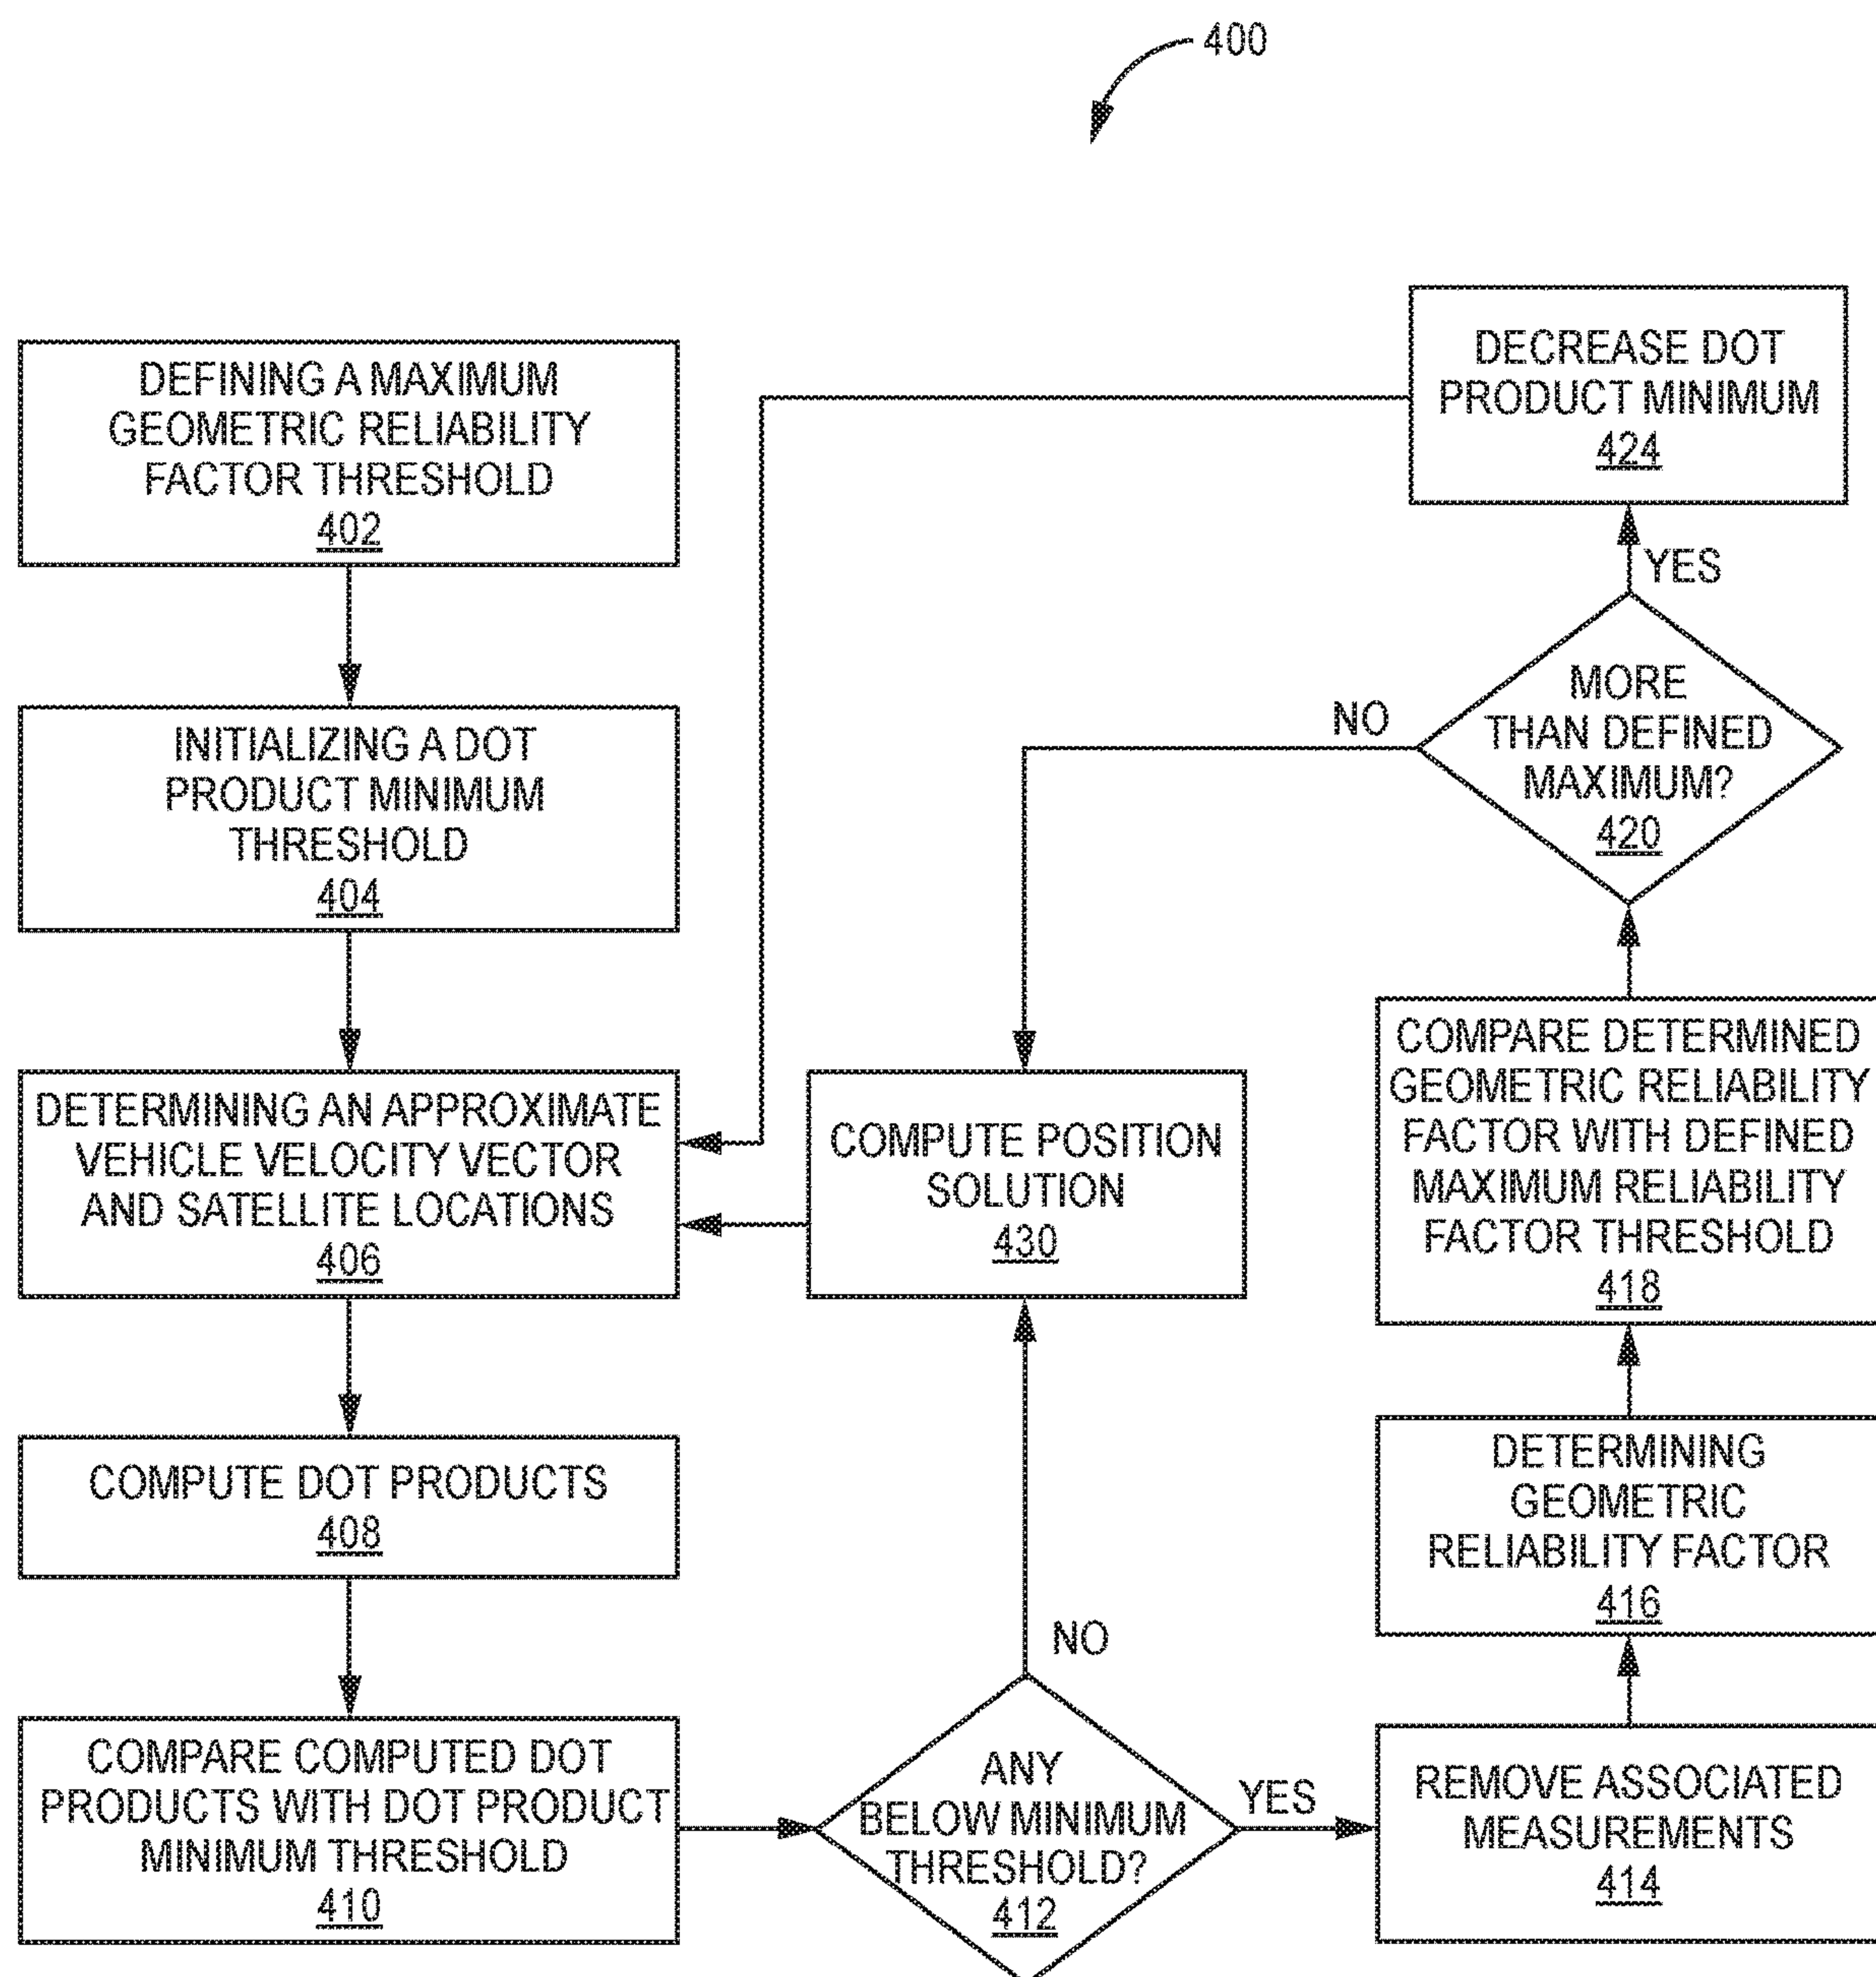 400
DEFINING A MAXIMUM
GEOMETRIC RELIABILITY
FACTOR THRESHOLD
402
INITIALIZING A DOT
PRODUCT MINIMUM
THRESHOLD
404
DETERMINING AN APPROXIMATE
VEHICLE VELOCITY VECTOR
AND SATELLITE LOCATIONS
406
COMPUTE DOT PRODUCTS
408
COMPARE COMPUTED DOT
PRODUCTS WITH DOT PRODUCT
MINIMUM THRESHOLD
410
ANY
BELOW MINIMUM
THRESHOLD?
412
NO
YES
COMPUTE POSITION
SOLUTION
430
REMOVE ASSOCIATED
MEASUREMENTS
414
DETERMINING
GEOMETRIC
RELIABILITY FACTOR
416
COMPARE DETERMINED
GEOMETRIC RELIABILITY
FACTOR WITH DEFINED
MAXIMUM RELIABILITY
FACTOR THRESHOLD
418
MORE
THAN DEFINED
MAXIMUM?
420
NO
YES
DECREASE DOT
PRODUCT MINIMUM
424